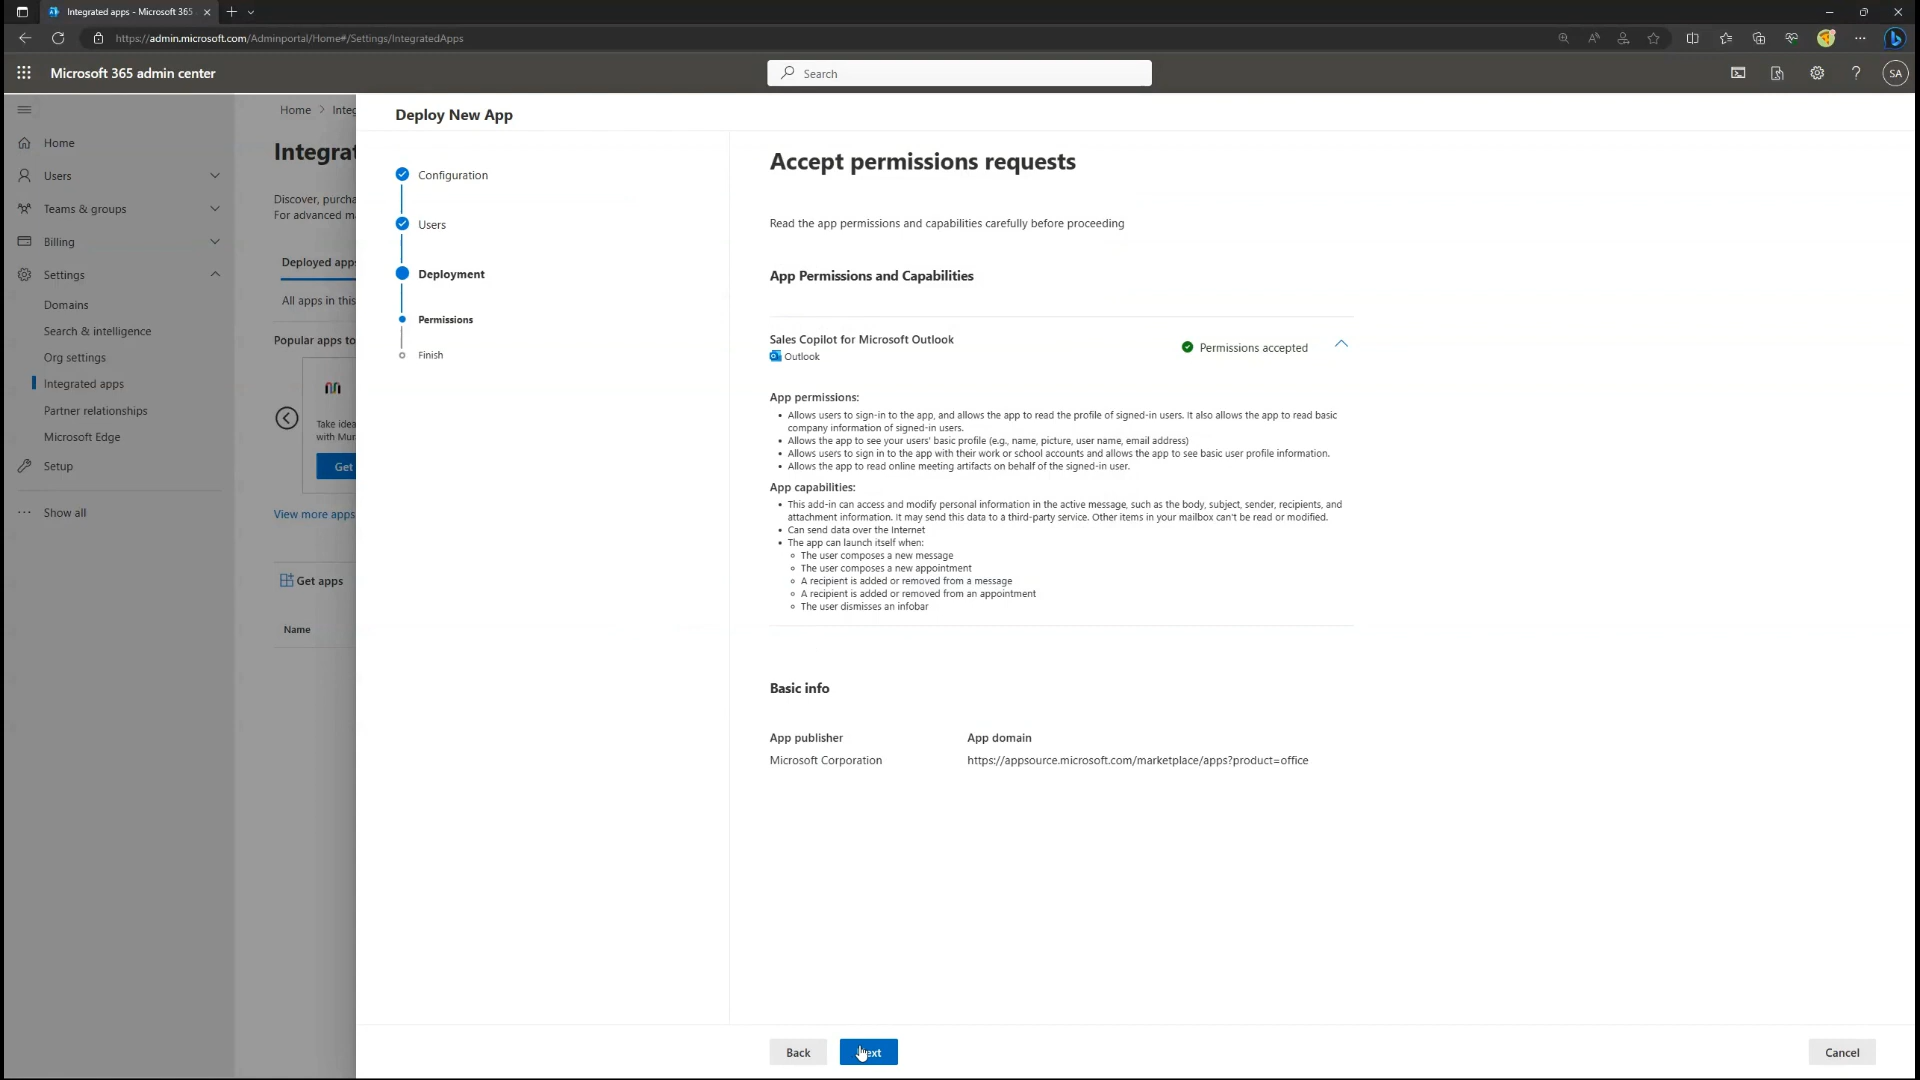 Integrated apps - Microsoft 365
https://admin.microsoft.com/Adminportal/Home#/Settings/IntegratedApps
Microsoft 365 admin center
Search
SA
Home
Users
Teams & groups
Billing
Settings
Domains
Search & intelligence
Org settings
Integrated apps
Partner relationships
Microsoft Edge
Setup
Show all
Home > Integ
Integrat
Discover, purcha
For advanced m
Deployed apps
All apps in this
Popular apps to
Take idea
with Mur
Get
View more apps
Get apps
Name
Deploy New App
Configuration
Users
Deployment
Permissions
Finish
Accept permissions requests
Read the app permissions and capabilities carefully before proceeding
App Permissions and Capabilities
Sales Copilot for Microsoft Outlook
Outlook
Permissions accepted
App permissions:
• Allows users to sign-in to the app, and allows the app to read the profile of signed-in users. It also allows the app to read basic
company information of signed-in users.
• Allows the app to see your users' basic profile (e.g., name, picture, user name, email address)
• Allows users to sign in to the app with their work or school accounts and allows the app to see basic user profile information.
• Allows the app to read online meeting artifacts on behalf of the signed-in user.
App capabilities:
• This add-in can access and modify personal information in the active message, such as the body, subject, sender, recipients, and
attachment information. It may send this data to a third-party service. Other items in your mailbox can't be read or modified.
• Can send data over the Internet
• The app can launch itself when:
The user composes a new message
The user composes a new appointment
A recipient is added or removed from a message
A recipient is added or removed from an appointment
The user dismisses an infobar
Basic info
App publisher
App domain
Microsoft Corporation
https://appsource.microsoft.com/marketplace/apps?product=office
Back
Next
Cancel